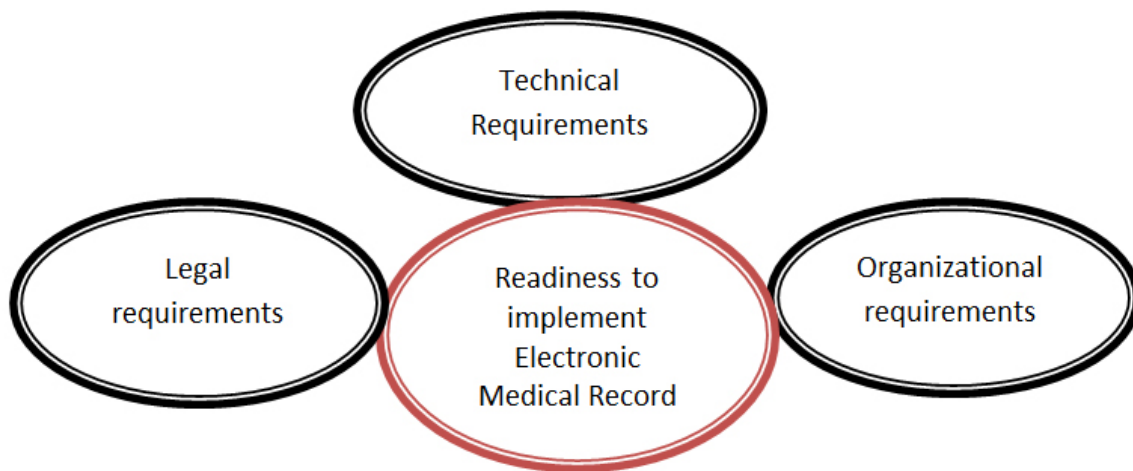 Technical
Requirements
Legal
requirements
Readiness to
implement
Electronic
Medical Record
Organizational
requirements